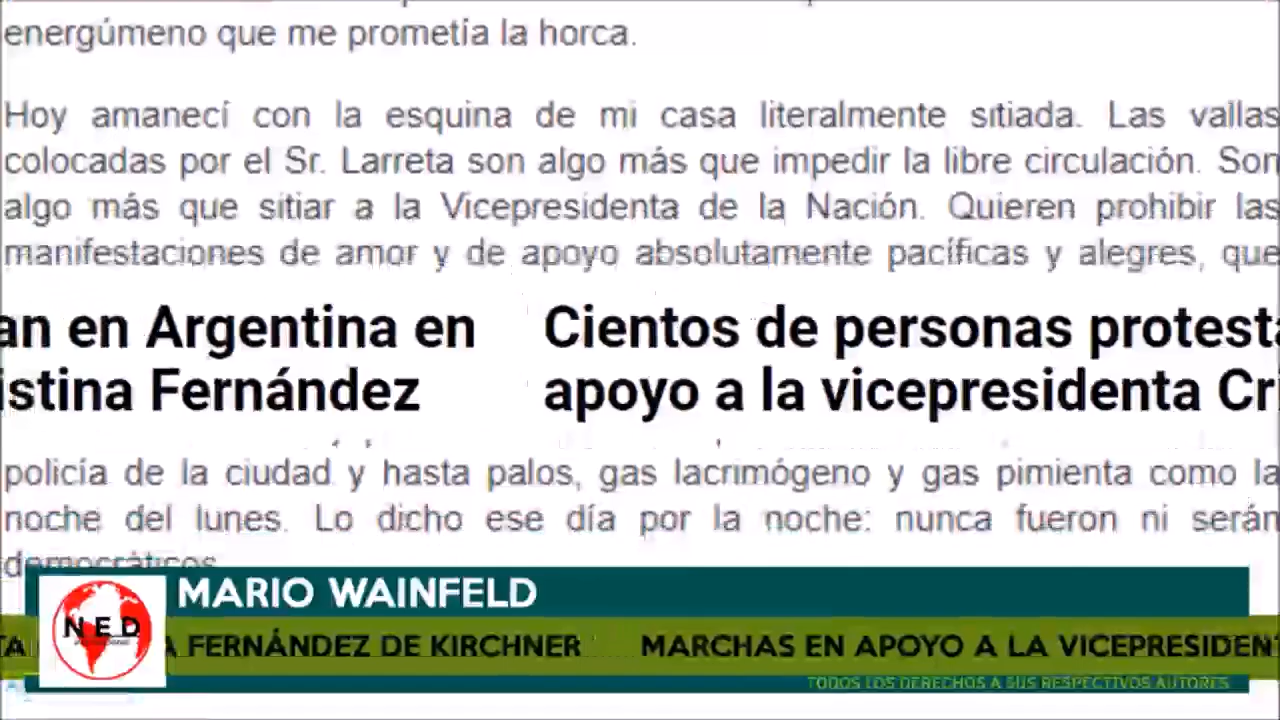 energúmeno que me prometía la horca.
Hoy amanecí con la esquina de mi casa literalmente sitiada. Las vallas
colocadas por el Sr. Larreta son algo más que impedir la libre circulación. Son
algo más que sitiar a la Vicepresidenta de la Nación. Quieren prohibir las
manifestaciones de amor y de apoyo absolutamente pacíficas y alegres, que
an en Argentina en Cientos de personas protesta
istina Fernández apoyo a la vicepresidenta Cri
policía de la ciudad y hasta palos, gas lacrimógeno y gas pimienta como la
noche del lunes. Lo dicho ese día por la noche: nunca fueron ni serán
democráticos
MARIO WAINFELD
NED
TA A FERNÁNDEZ DE KIRCHNER MARCHAS EN APOYO A LA VICEPRESIDEN
TODOS LOS DERECHOS A SUS RESPECTIVOS AUTORES